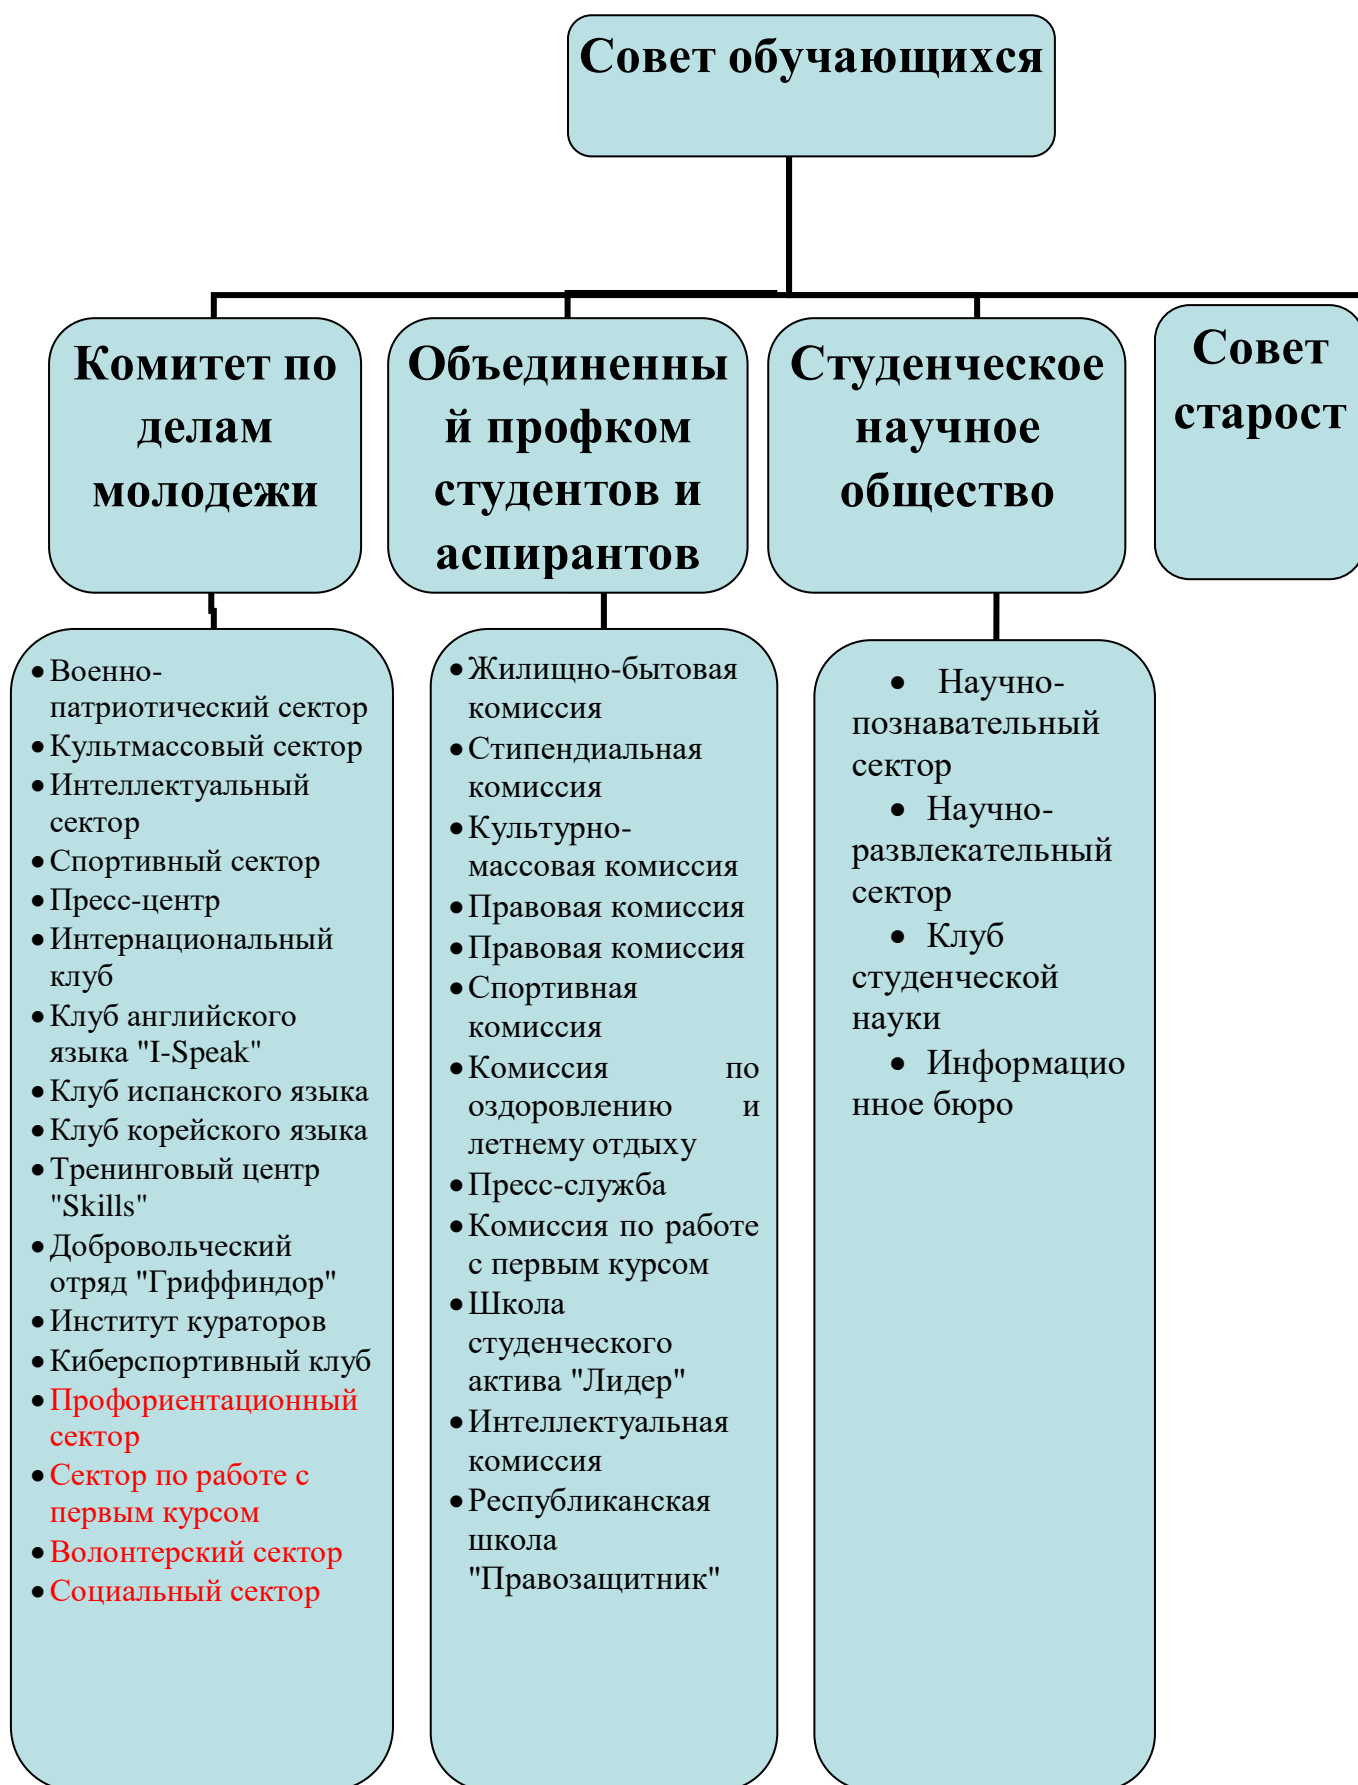 Совет обучающихся
Комитет по
делам
молодежи
Объединенны
й профком
студентов и
аспирантов
Студенческое
научное
общество
Совет
старост
• Военно-
патриотический сектор
• Культмассовый сектор
• Интеллектуальный
сектор
• Спортивный сектор
• Пресс-центр
• Интернациональный
клуб
• Клуб английского
языка "I-Speak"
• Клуб испанского языка
• Клуб корейского языка
• Тренинговый центр
"Skills"
• Добровольческий
отряд "Гриффиндор"
• Институт кураторов
• Киберспортивный клуб
• Профориентационный
сектор
• Сектор по работе с
первым курсом
• Волонтерский сектор
• Социальный сектор
• Жилищно-бытовая
комиссия
• Стипендиальная
комиссия
• Культурно-
массовая комиссия
• Правовая комиссия
• Правовая комиссия
• Спортивная
комиссия
• Комиссия по
оздоровлению и
летнему отдыху
• Пресс-служба
• Комиссия по работе
с первым курсом
• Школа
студенческого
актива "Лидер"
• Интеллектуальная
комиссия
• Республиканская
школа
"Правозащитник"
• Научно-
познавательный
сектор
• Научно-
развлекательный
сектор
• Клуб
студенческой
науки
• Информацио
нное бюро